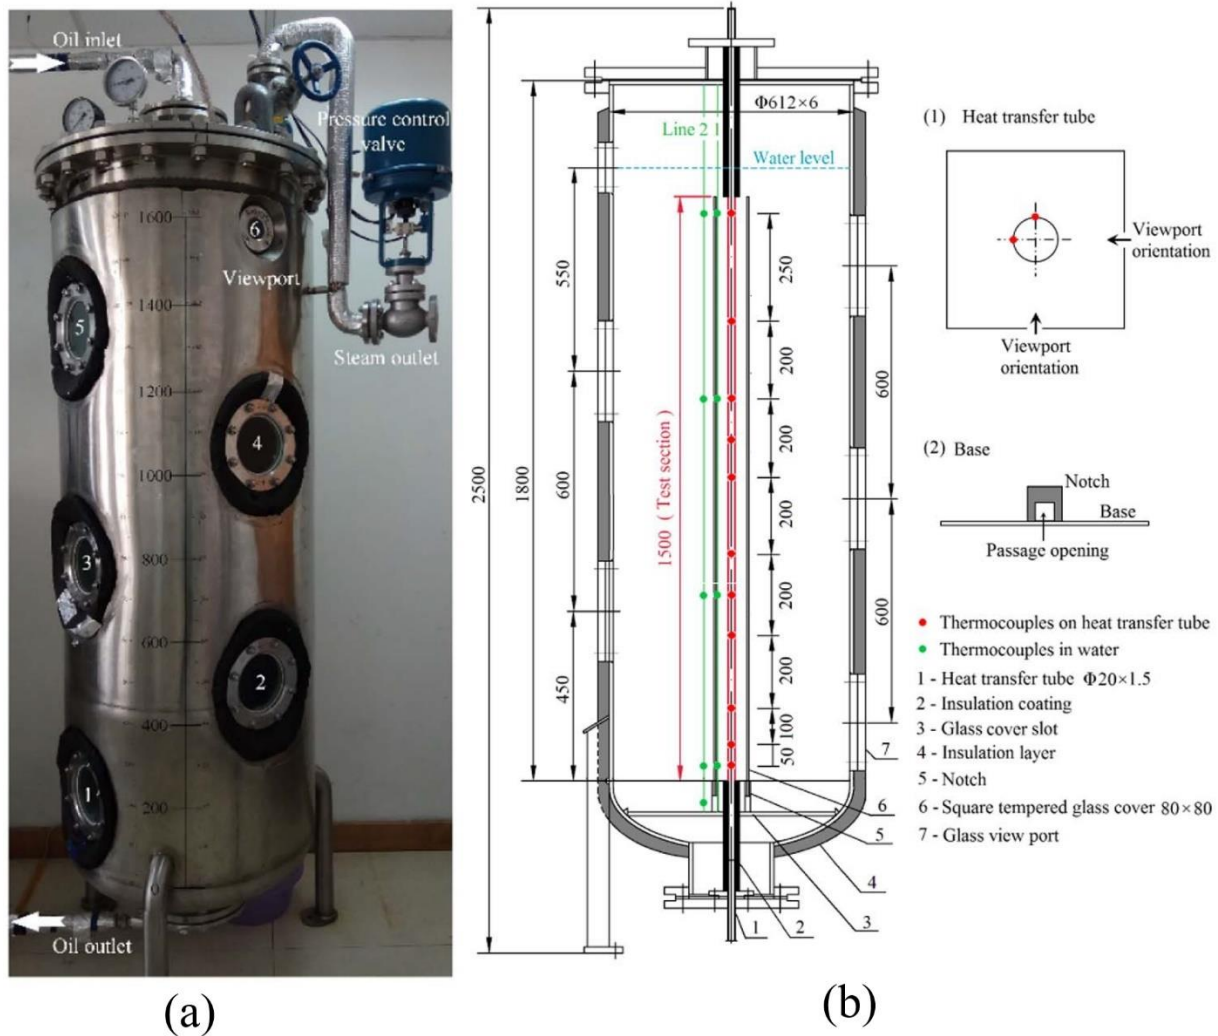 Oil inlet
Pressure control
valve
1600
6
Viewport
1400
5
Steam outlet
1200
4
1000
3
800
600
2
400
1
200
0
Oil outlet
(a)
Φ612×6
Line 2
1
Water level
2500
1800
550
600
450
1500 ( Test section )
250
200
200
200
200
200
100
50
600
600
7
6
5
4
3
2
1
(1) Heat transfer tube
Viewport
orientation
Viewport
orientation
(2) Base
Notch
Base
Passage opening
Thermocouples on heat transfer tube
Thermocouples in water
1 - Heat transfer tube Φ20×1.5
2 - Insulation coating
3 - Glass cover slot
4 - Insulation layer
5 - Notch
6 - Square tempered glass cover 80×80
7 - Glass view port
(b)